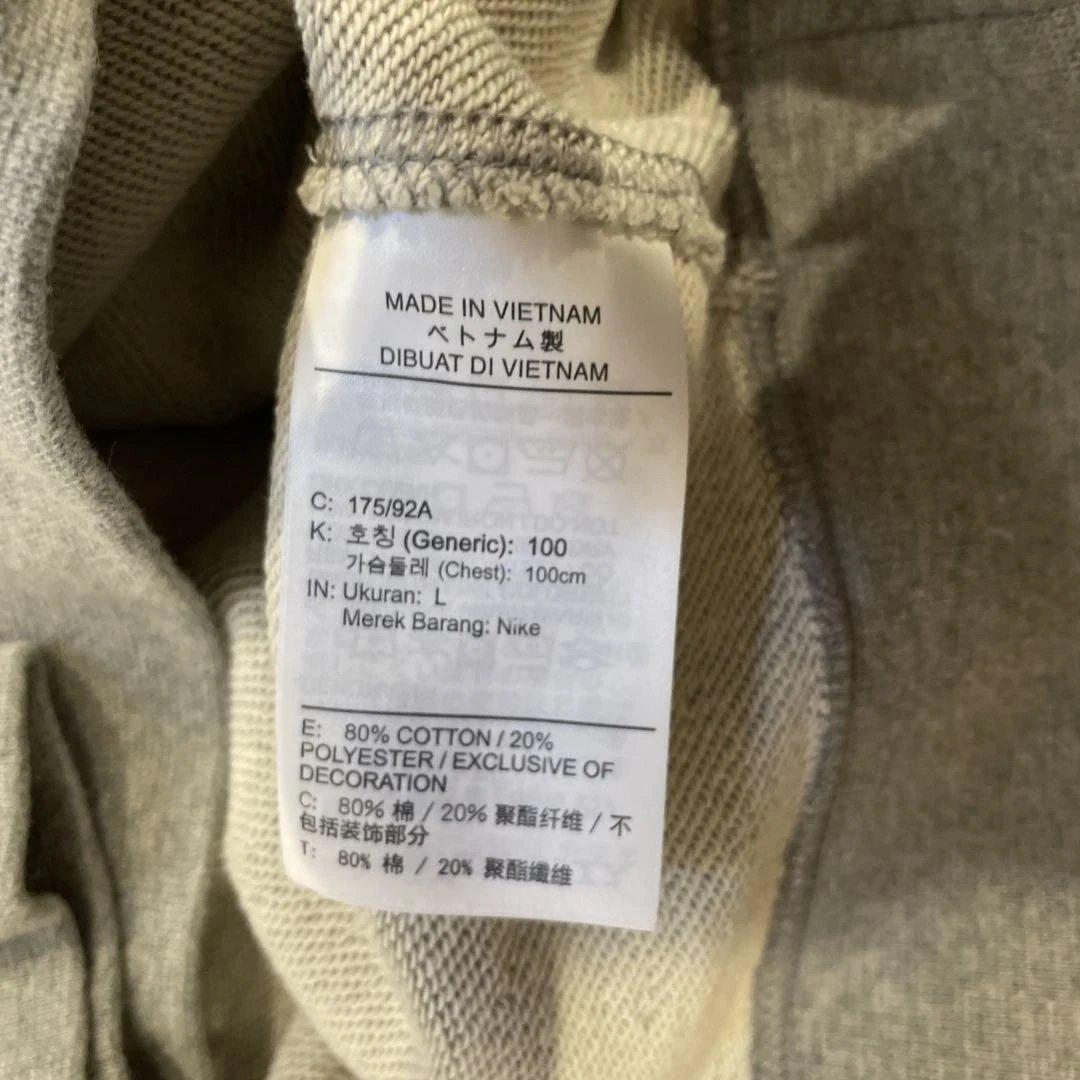 MADE IN VIETNAM
ベトナム製
DIBUAT DI VIETNAM
C: 175/92A
K: 호칭 (Generic): 100
가슴둘레 (Chest): 100cm
IN: Ukuran: L
Merek Barang: Nike
E: 80% COTTON / 20%
POLYESTER / EXCLUSIVE OF
DECORATION
C: 80% 棉 / 20% 聚酯纤维 / 不
包括装饰部分
T: 80% 棉 / 20% 聚酯纖維